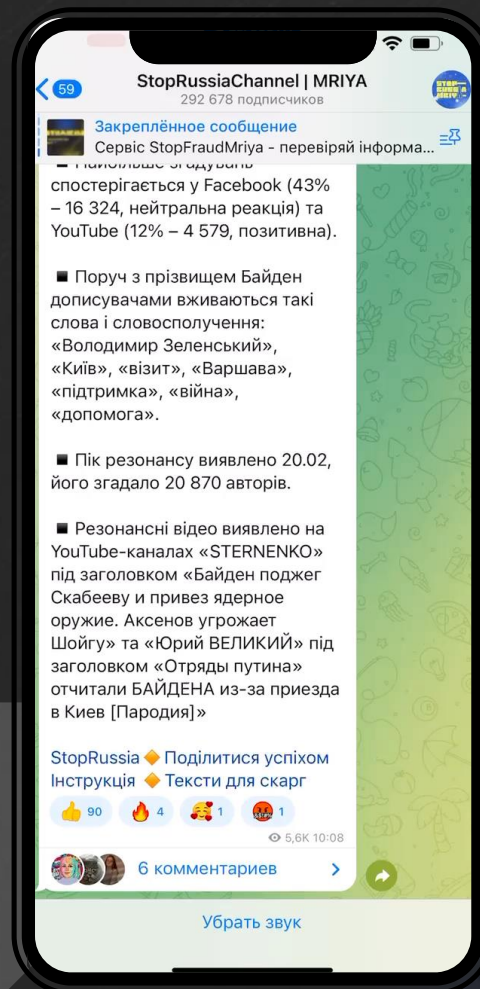 59
StopRussiaChannel | MRIYA
292 678 подписчиков
Закреплённое сообщение
Сервіс StopFraudMriya - перевіряй інформа...
■ Найбільше згадувань
спостерігається у Facebook (43%
– 16 324, нейтральна реакція) та
YouTube (12% – 4 579, позитивна).
■ Поруч з прізвищем Байден
дописувачами вживаються такі
слова і словосполучення:
«Володимир Зеленський»,
«Київ», «візит», «Варшава»,
«підтримка», «війна»,
«допомога».
■ Пік резонансу виявлено 20.02,
його згадало 20 870 авторів.
■ Резонансні відео виявлено на
YouTube-каналах «STERNENKO»
під заголовком «Байден поджег
Скабееву и привез ядерное
оружие. Аксенов угрожает
Шойгу» та «Юрий ВЕЛИКИЙ» під
заголовком «Отряды путина»
отчитали БАЙДЕНА из-за приезда
в Киев [Пародия]»
StopRussia 🔸 Поділитися успіхом
Інструкція 🔸 Тексти для скарг
90 4 1 1
5,6K 10:08
6 комментариев
Убрать звук